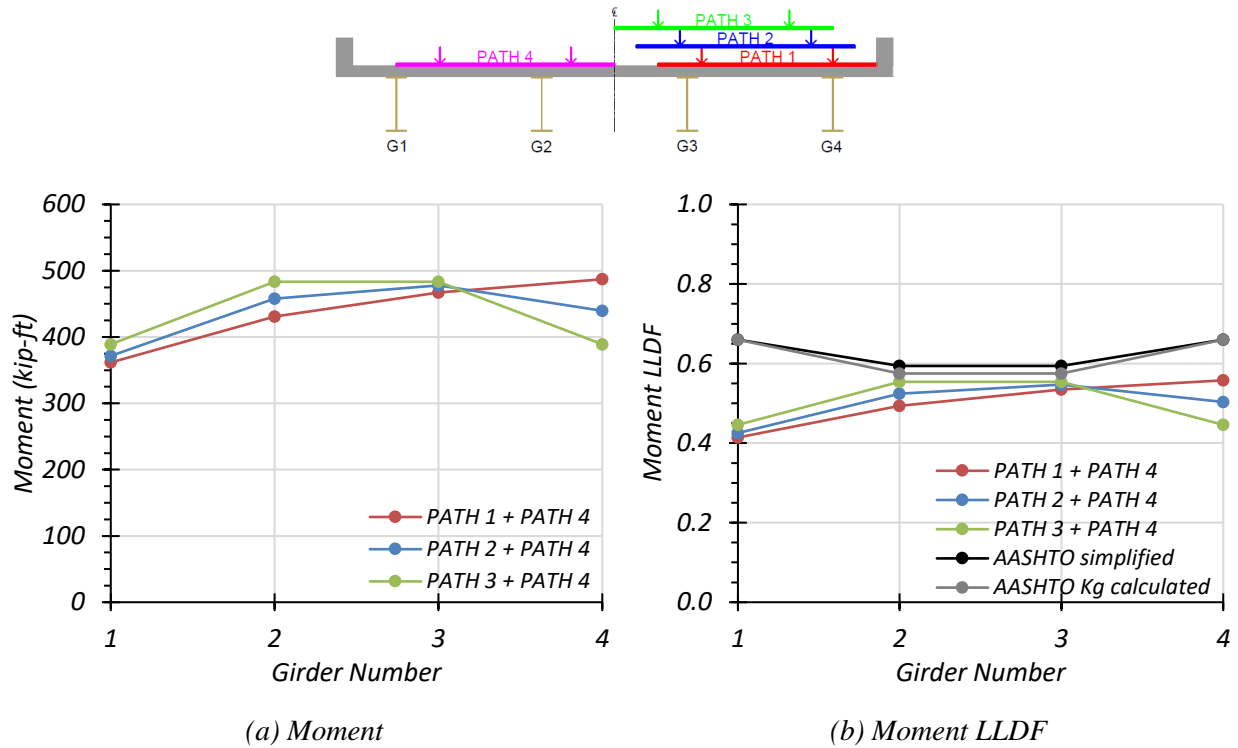 ℄
PATH 3
PATH 2
PATH 4
PATH 1
G1
G2
G3
G4
Moment (kip-ft)
600
500
400
300
200
100
0
1
2
3
4
Girder Number
PATH 1 + PATH 4
PATH 2 + PATH 4
PATH 3 + PATH 4
(a) Moment
Moment LLDF
1.0
0.8
0.6
0.4
0.2
0.0
1
2
3
4
Girder Number
PATH 1 + PATH 4
PATH 2 + PATH 4
PATH 3 + PATH 4
AASHTO simplified
AASHTO Kg calculated
(b) Moment LLDF